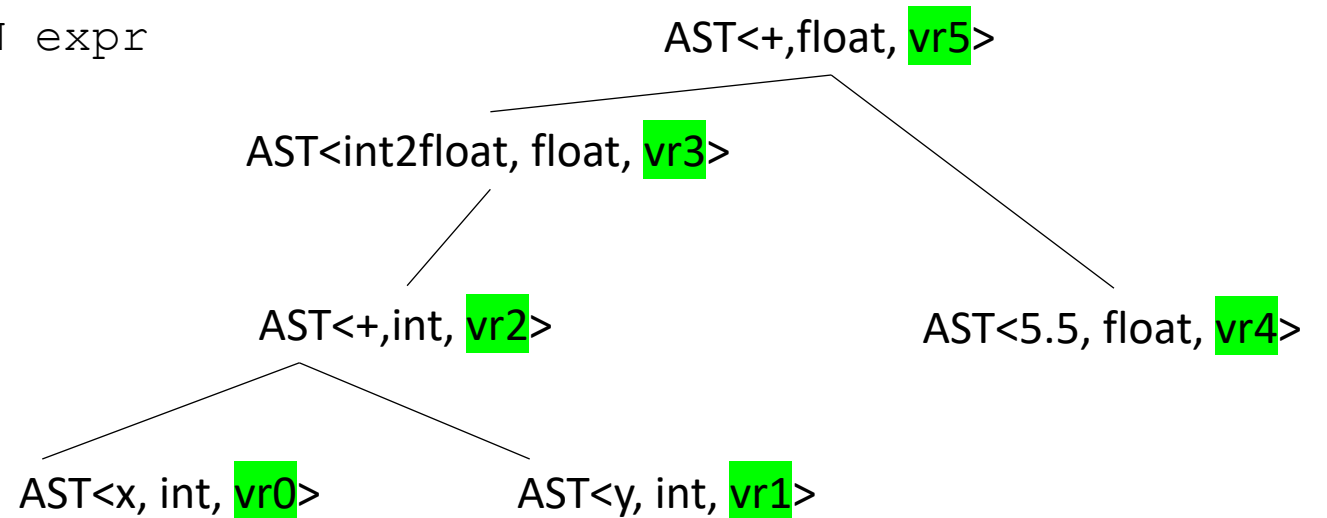 expr
AST<+,float, vr5>
AST<int2float, float, vr3>
AST<+,int, vr2>
AST<5.5, float, vr4>
AST<x, int, vr0>
AST<y, int, vr1>